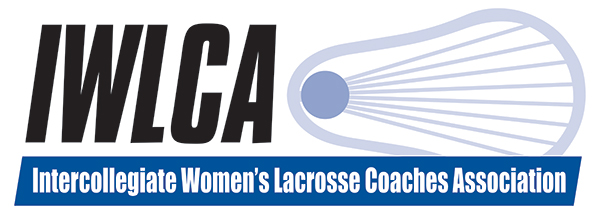 IWLCA
Intercollegiate Women's Lacrosse Coaches Association